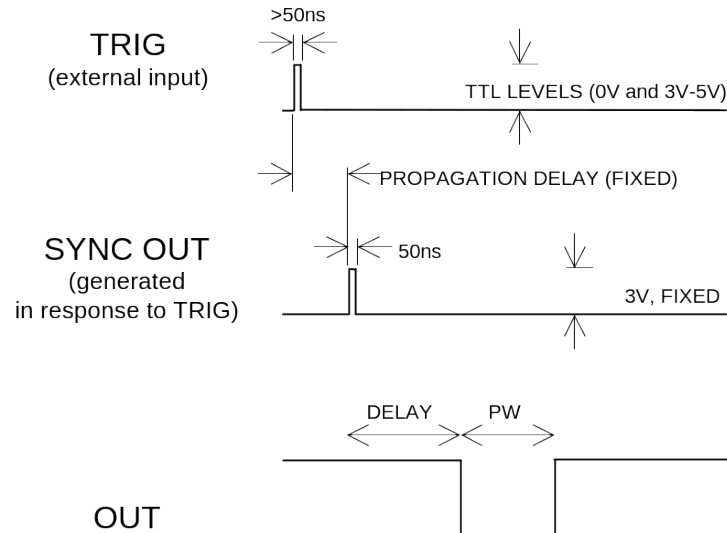 >50ns
TRIG
(external input)
TTL LEVELS (0V and 3V-5V)
PROPAGATION DELAY (FIXED)
SYNC OUT
50ns
(generated
in response to TRIG)
3V, FIXED
DELAY
PW
OUT